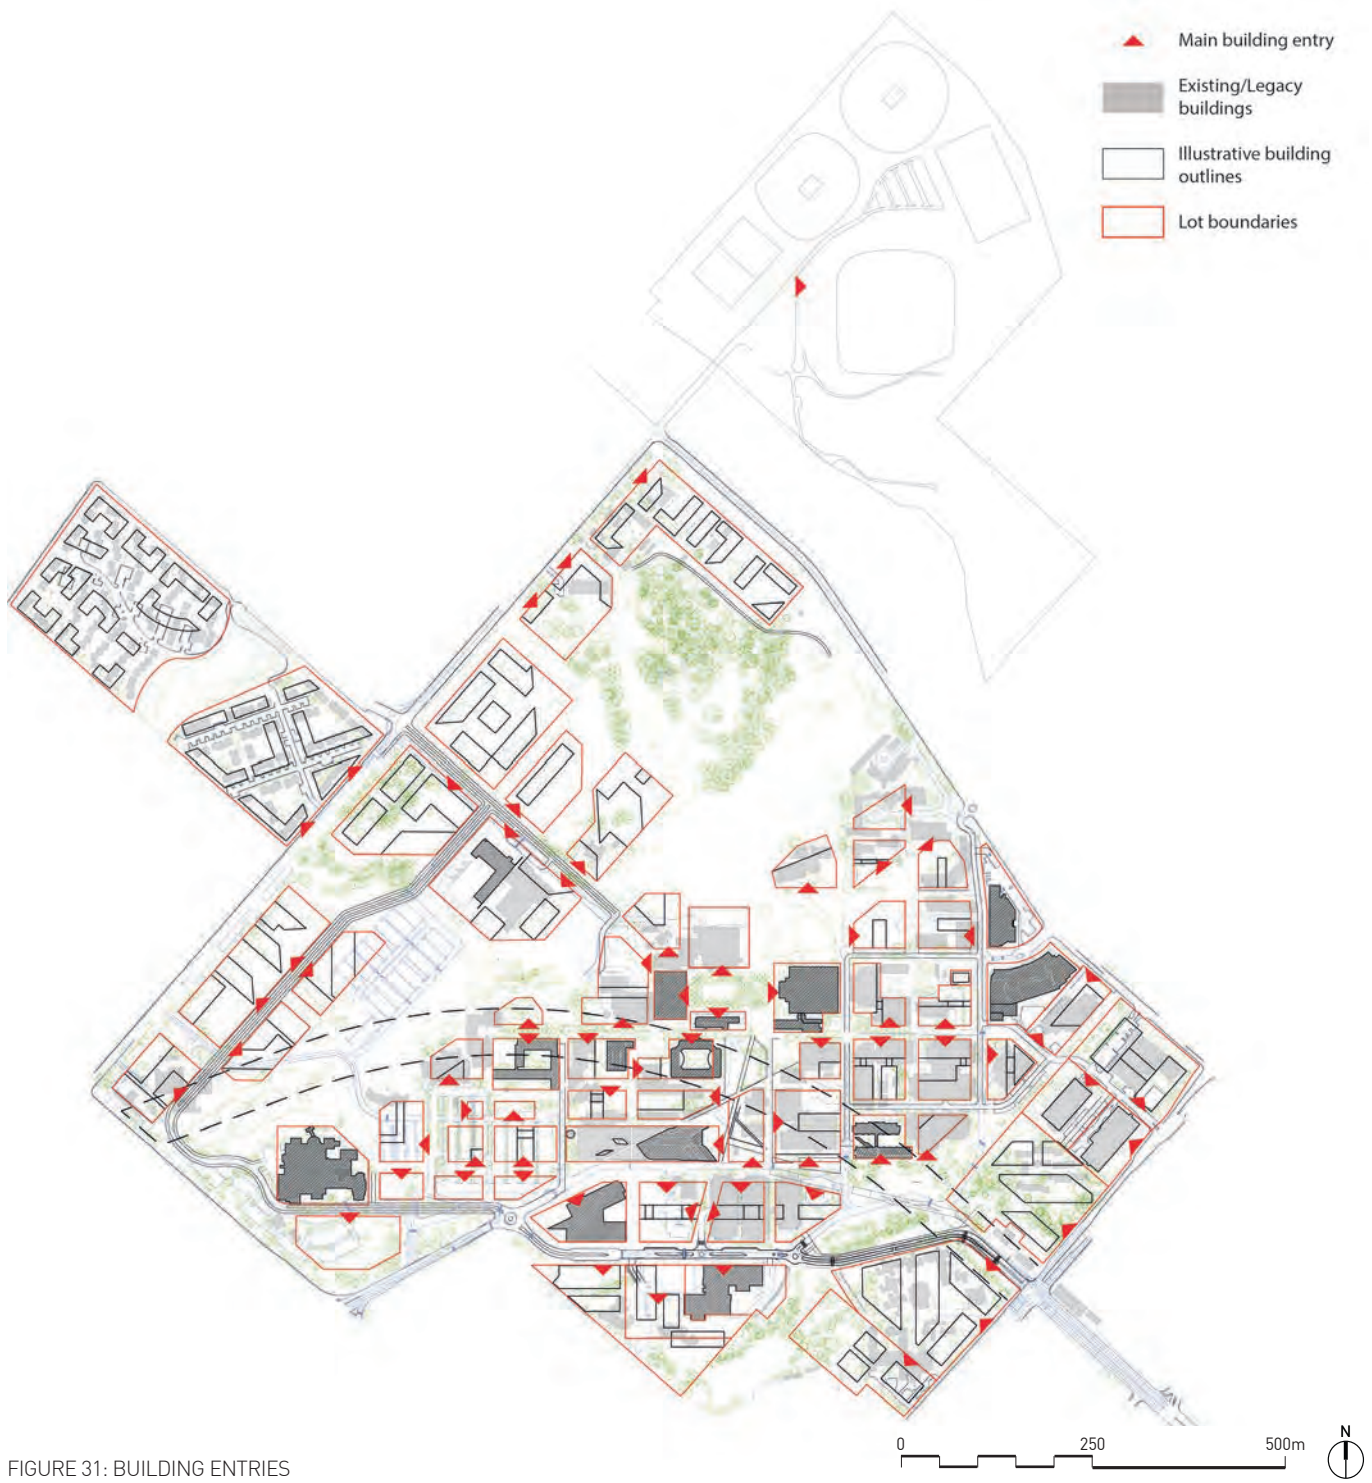 Main building entry
Existing/Legacy
buildings
Illustrative building
outlines
Lot boundaries
0 250 500m
N
FIGURE 31: BUILDING ENTRIES